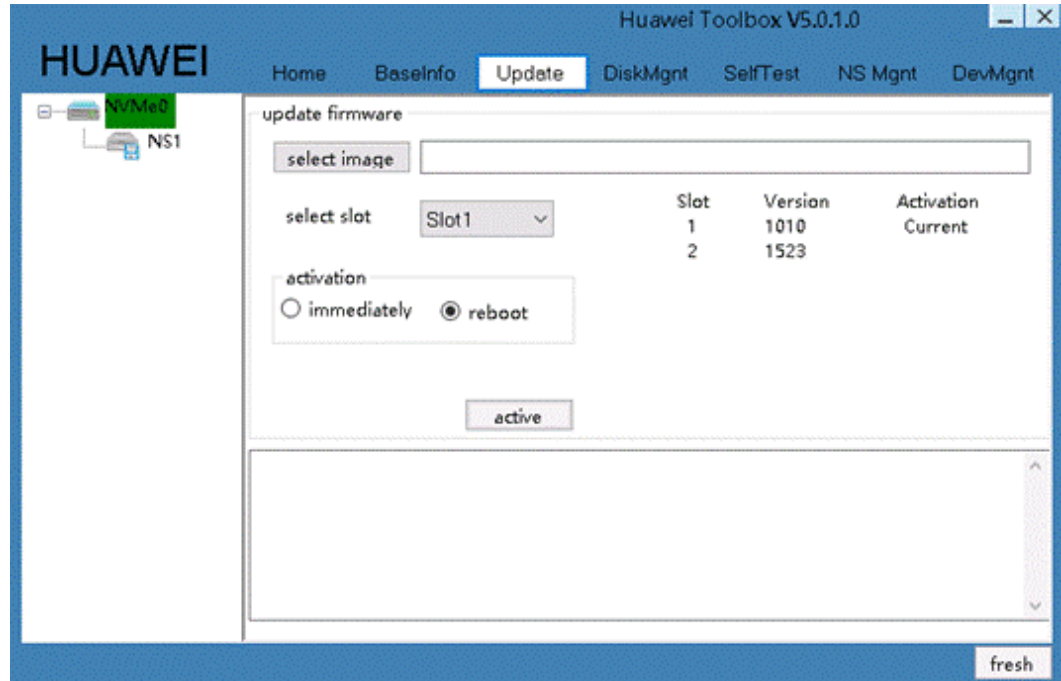 Huawei Toolbox V5.0.1.0
HUAWEI
Home BaseInfo Update DiskMgnt SelfTest NS Mgnt DevMgnt
NVMe0
NS1
update firmware
select image
select slot Slot1
Slot Version Activation
1 1010 Current
2 1523
activation
immediately reboot
active
fresh